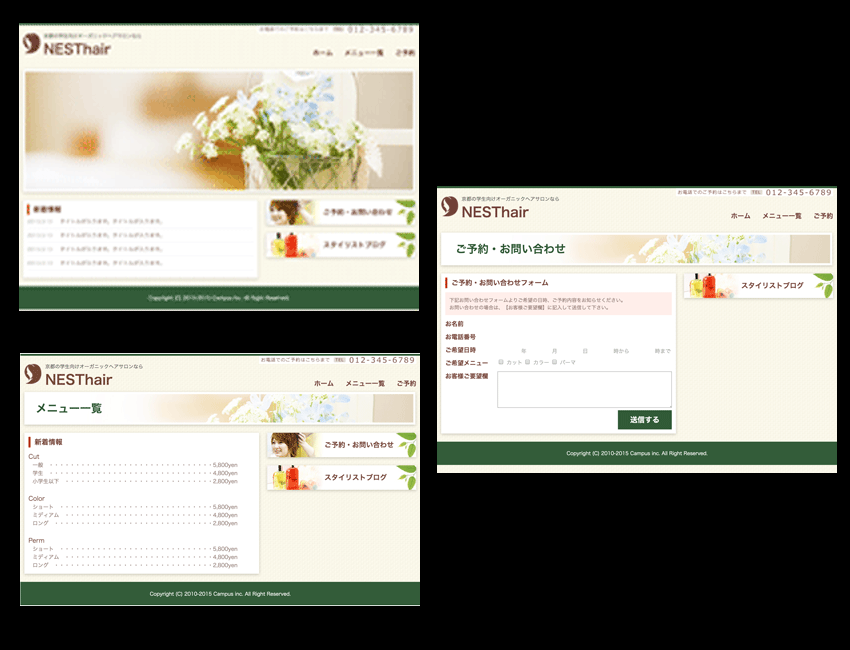 京都の学生向けオーガニックヘアサロンなら
お電話でのご予約はこちらまで 012-345-6789
NESThair
ホーム メニュー一覧 ご予約
新着情報
タイトルが入ります。タイトルが入ります。
タイトルが入ります。タイトルが入ります。
タイトルが入ります。タイトルが入ります。
タイトルが入ります。タイトルが入ります。
ご予約・お問い合わせ
スタイリストブログ
Copyright (C) 2010-2015 Campus inc. All Right Reserved.
京都の学生向けオーガニックヘアサロンなら
お電話でのご予約はこちらまで 012-345-6789
NESThair
ホーム メニュー一覧 ご予約
メニュー一覧
新着情報
Cut
一般 ・・・・・・・・・・・・・・・・・・・・・・・・・5,800yen
学生 ・・・・・・・・・・・・・・・・・・・・・・・・・4,800yen
小学生以下 ・・・・・・・・・・・・・・・・・・・・・・2,800yen
Color
ショート ・・・・・・・・・・・・・・・・・・・・・・・5,800yen
ミディアム ・・・・・・・・・・・・・・・・・・・・・・4,800yen
ロング ・・・・・・・・・・・・・・・・・・・・・・・・2,800yen
Perm
ショート ・・・・・・・・・・・・・・・・・・・・・・・5,800yen
ミディアム ・・・・・・・・・・・・・・・・・・・・・・4,800yen
ロング ・・・・・・・・・・・・・・・・・・・・・・・・2,800yen
ご予約・お問い合わせ
スタイリストブログ
Copyright (C) 2010-2015 Campus inc. All Right Reserved.
京都の学生向けオーガニックヘアサロンなら
お電話でのご予約はこちらまで 012-345-6789
NESThair
ホーム メニュー一覧 ご予約
ご予約・お問い合わせ
ご予約・お問い合わせフォーム
下記お問い合わせフォームよりご希望の日時、ご予約内容をお知らせください。
お問い合わせの場合は、【お客様ご要望欄】に記入して送信して下さい。
お名前
お電話番号
ご希望日時 年 月 日 時から 時まで
ご希望メニュー カット カラー パーマ
お客様ご要望欄
送信する
スタイリストブログ
Copyright (C) 2010-2015 Campus inc. All Right Reserved.